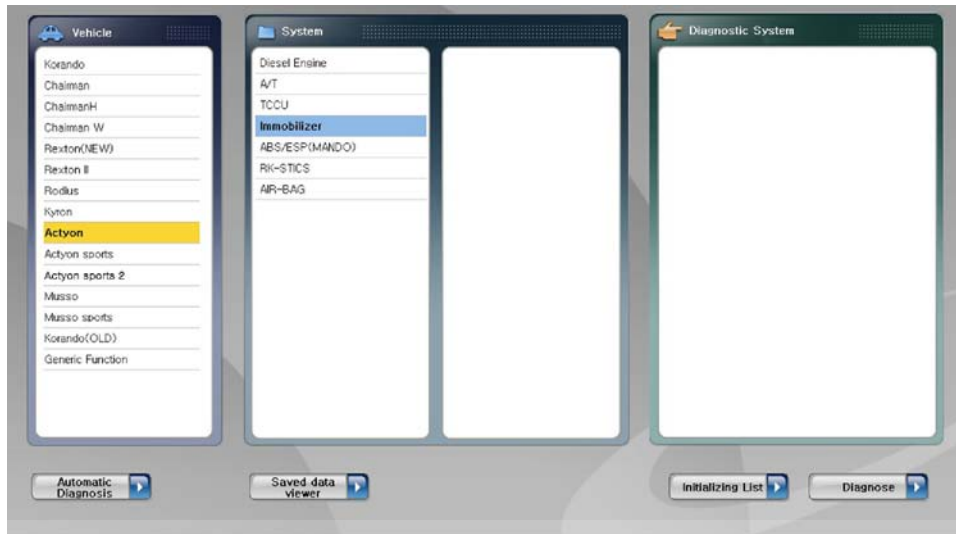 Vehicle
Korando
Chairman
ChairmanH
Chairman W
Rexton(NEW)
Rexton II
Rodius
Kyron
Actyon
Actyon sports
Actyon sports 2
Musso
Musso sports
Korando(OLD)
Generic Function
System
Diesel Engine
A/T
TCCU
Immobilizer
ABS/ESP(MANDO)
RK-STICS
AIR-BAG
Diagnostic System
Automatic
Diagnosis
Saved data
viewer
Initializing List
Diagnose